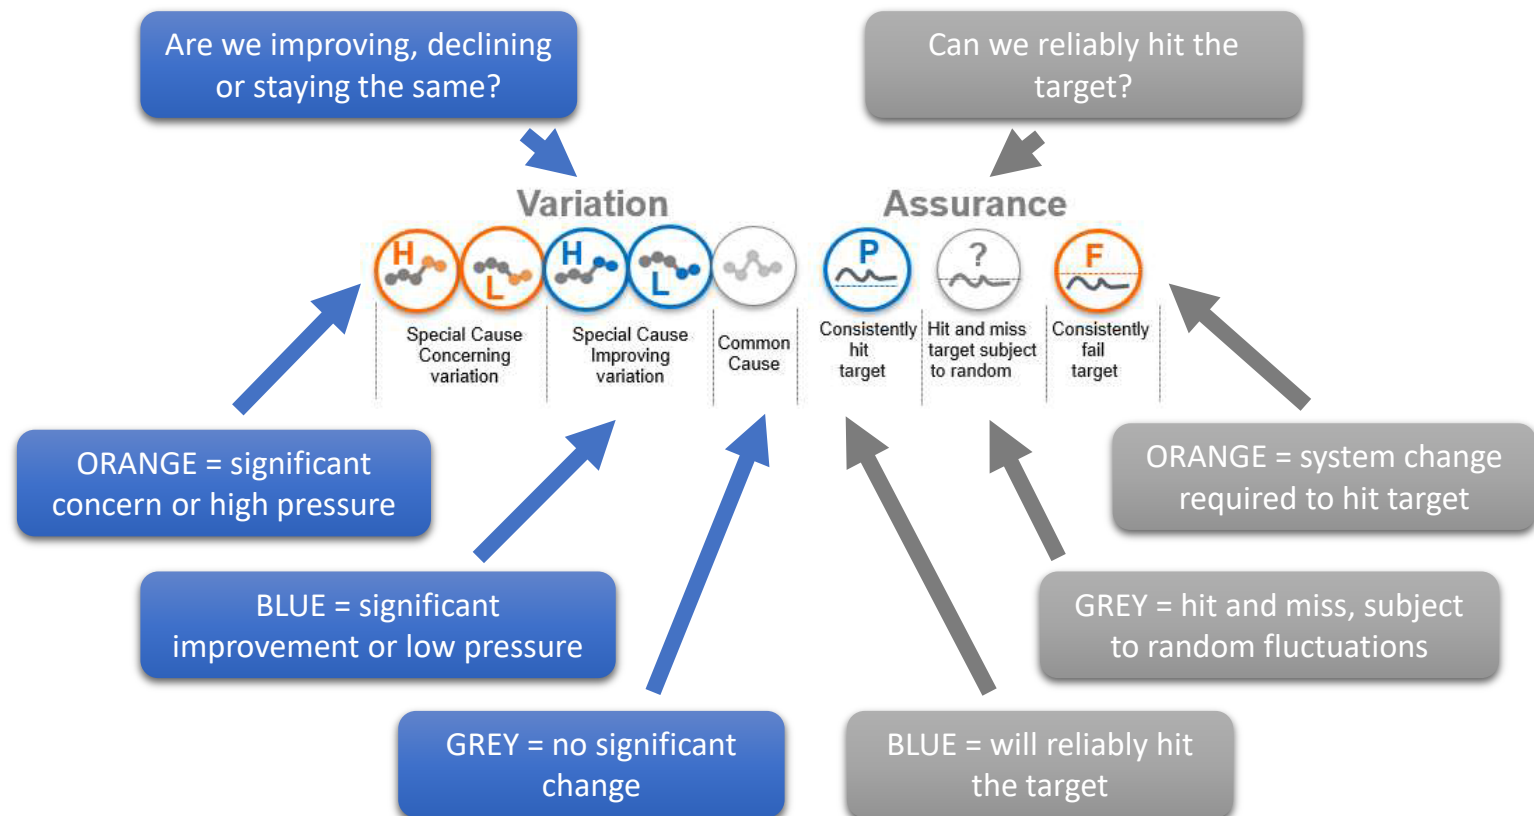 Are we improving, declining
or staying the same?
Can we reliably hit the
target?
Variation
Assurance
H
L
H
L
P
?
F
Special Cause
Concerning
variation
Special Cause
Improving
variation
Common
Cause
Consistently
hit
target
Hit and miss
target subject
to random
Consistently
fail
target
ORANGE = significant
concern or high pressure
ORANGE = system change
required to hit target
BLUE = significant
improvement or low pressure
GREY = hit and miss, subject
to random fluctuations
GREY = no significant
change
BLUE = will reliably hit
the target